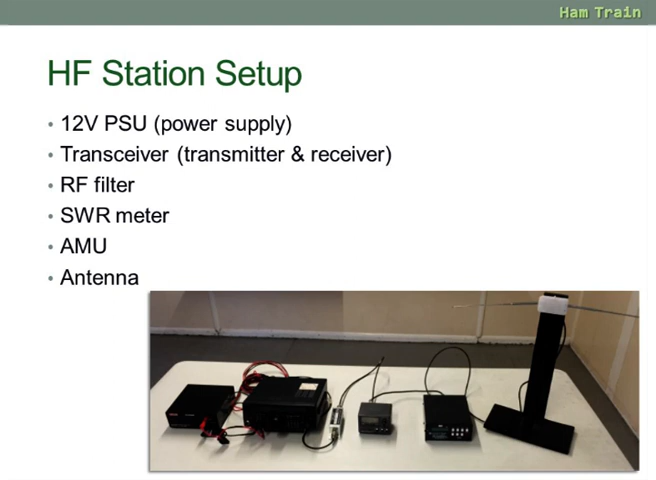 Ham Train
HF Station Setup
• 12V PSU (power supply)
• Transceiver (transmitter & receiver)
• RF filter
• SWR meter
• AMU
• Antenna